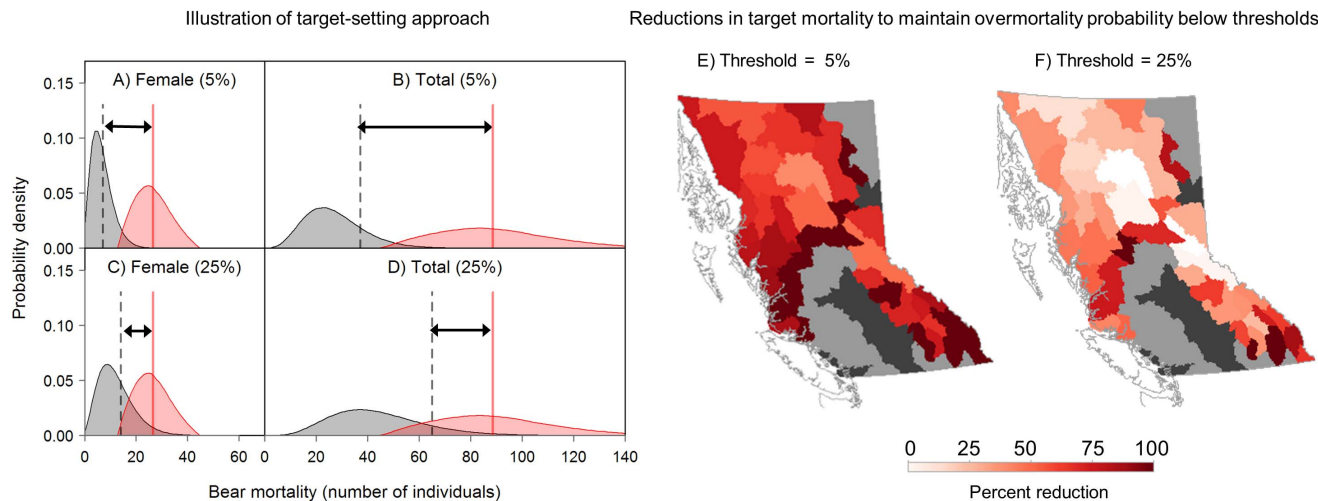 Illustration of target-setting approach
Reductions in target mortality to maintain overmortality probability below thresholds
A) Female (5%)
B) Total (5%)
0.15
0.10
0.05
0.00
C) Female (25%)
D) Total (25%)
0.15
0.10
0.05
0.00
Probability density
0 20 40 60
0 20 40 60 80 100 120 140
Bear mortality (number of individuals)
E) Threshold = 5%
F) Threshold = 25%
0 25 50 75 100
Percent reduction